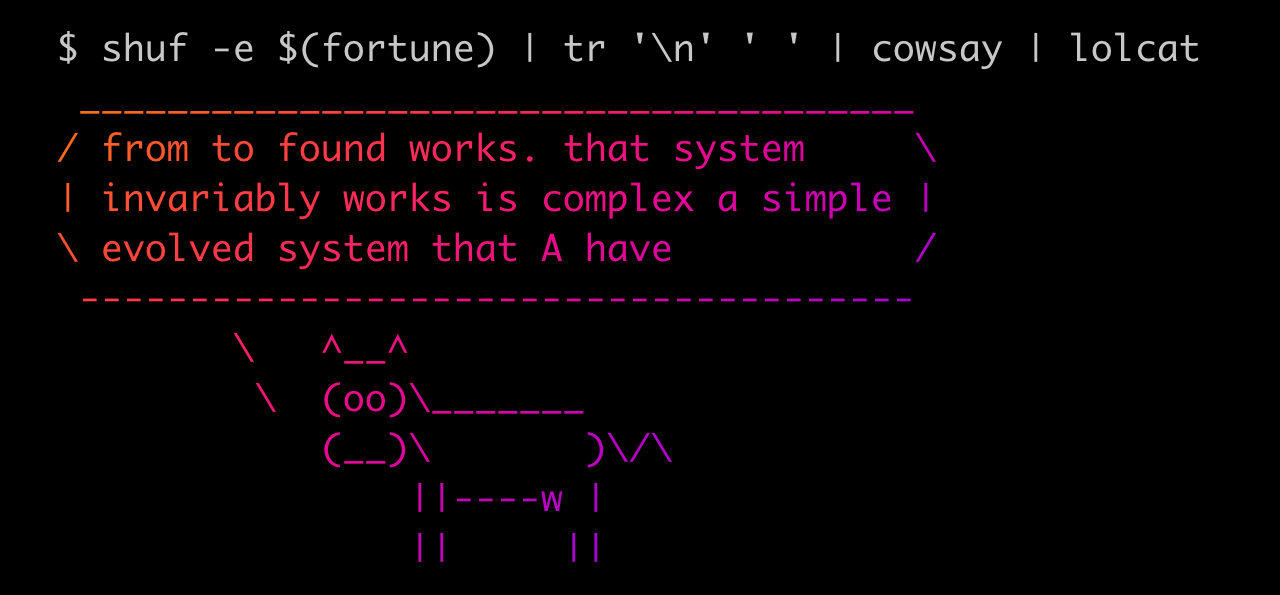 $ shuf -e $(fortune) | tr '\n' ' ' | cowsay | lolcat
 ______________________________________
/ from to found works. that system     \
| invariably works is complex a simple |
\ evolved system that A have           /
 --------------------------------------
        \   ^__^
         \  (oo)\_______
            (__)\       )\/\
                ||----w |
                ||     ||